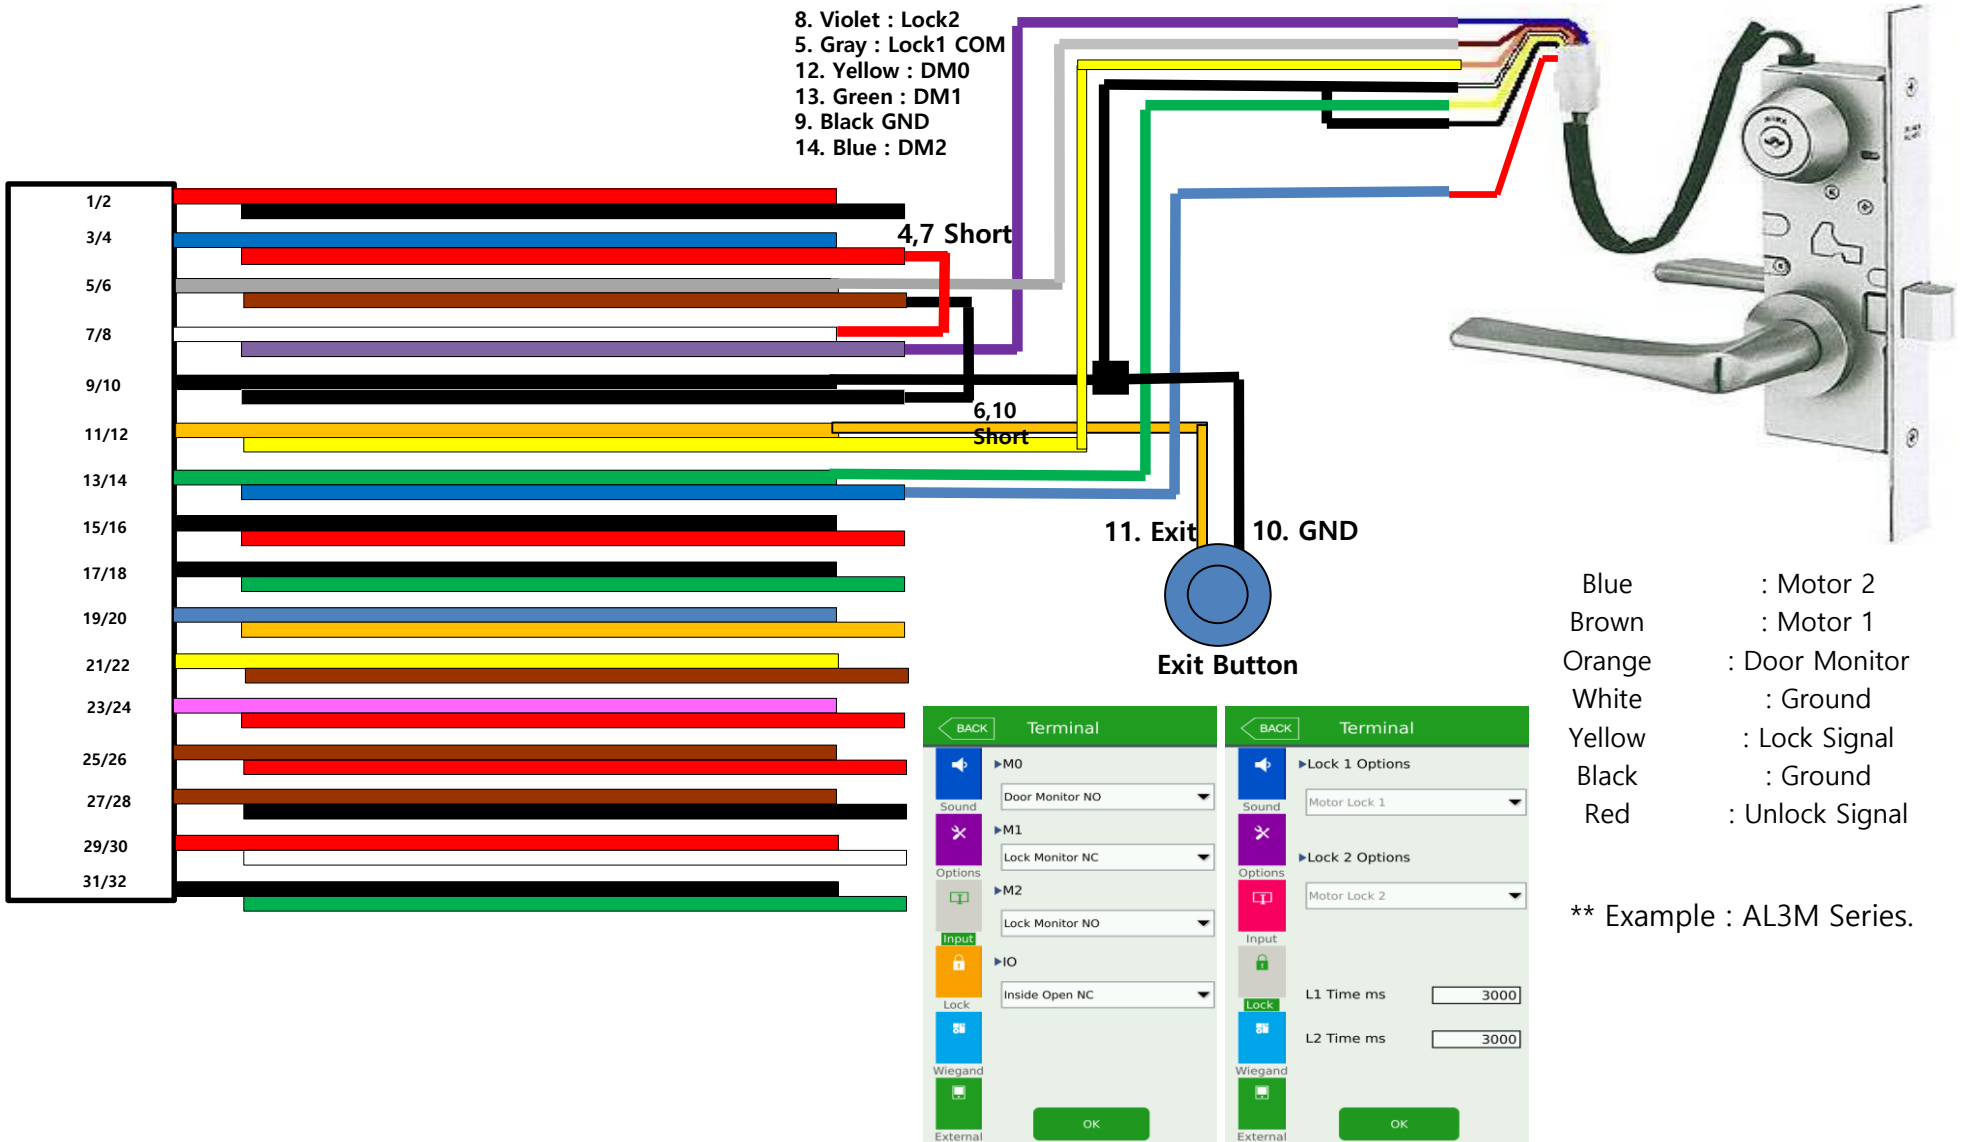 8. Violet : Lock2
5. Gray : Lock1 COM
12. Yellow : DM0
13. Green : DM1
9. Black GND
14. Blue : DM2
1/2
3/4
5/6
7/8
9/10
11/12
13/14
15/16
17/18
19/20
21/22
23/24
25/26
27/28
29/30
31/32
4,7 Short
6,10
Short
11. Exit
10. GND
Exit Button
Blue : Motor 2
Brown : Motor 1
Orange : Door Monitor
White : Ground
Yellow : Lock Signal
Black : Ground
Red : Unlock Signal
** Example : AL3M Series.
BACK Terminal
Sound
Options
Input
Lock
Wiegand
External
M0
Door Monitor NO
M1
Lock Monitor NC
M2
Lock Monitor NO
IO
Inside Open NC
OK
BACK Terminal
Sound
Options
Input
Lock
Wiegand
External
Lock 1 Options
Motor Lock 1
Lock 2 Options
Motor Lock 2
L1 Time ms 3000
L2 Time ms 3000
OK